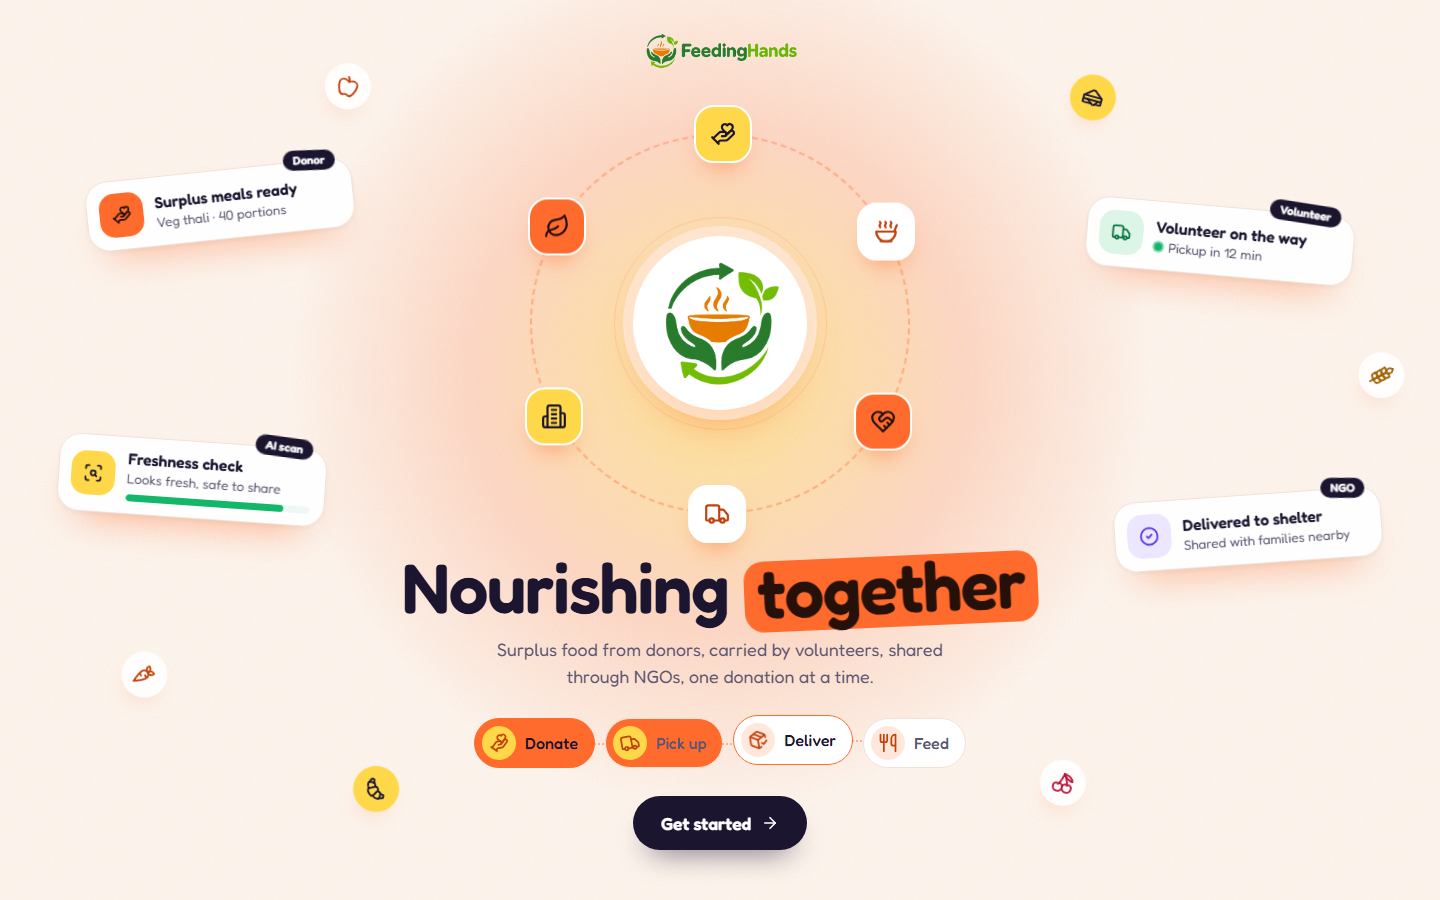 FeedingHands
Donor
Surplus meals ready
Veg thali · 40 portions
Volunteer
Volunteer on the way
Pickup in 12 min
AI scan
Freshness check
Looks fresh, safe to share
NGO
Delivered to shelter
Shared with families nearby
Nourishing together
Surplus food from donors, carried by volunteers, shared
through NGOs, one donation at a time.
Donate Pick up Deliver Feed
Get started